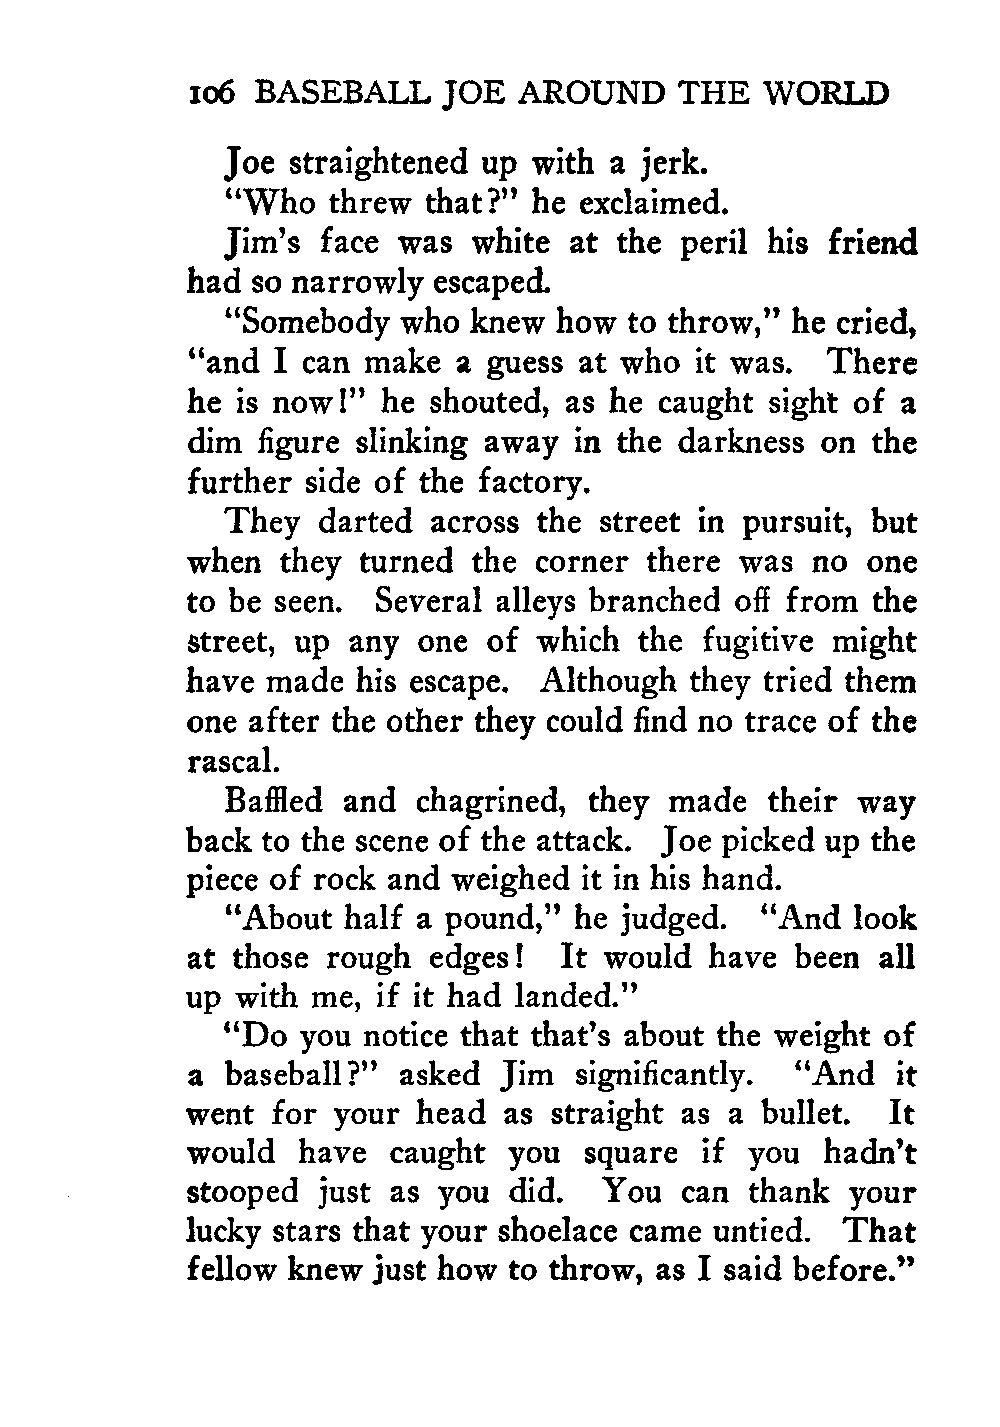 106 BASEBALL JOE AROUND THE WORLD
Joe straightened up with a jerk.
“Who threw that?” he exclaimed.
Jim’s face was white at the peril his friend
had so narrowly escaped.
“Somebody who knew how to throw,” he cried,
“and I can make a guess at who it was. There
he is now!” he shouted, as he caught sight of a
dim figure slinking away in the darkness on the
further side of the factory.
They darted across the street in pursuit, but
when they turned the corner there was no one
to be seen. Several alleys branched off from the
street, up any one of which the fugitive might
have made his escape. Although they tried them
one after the other they could find no trace of the
rascal.
Baffled and chagrined, they made their way
back to the scene of the attack. Joe picked up the
piece of rock and weighed it in his hand.
“About half a pound,” he judged. “And look
at those rough edges! It would have been all
up with me, if it had landed.”
“Do you notice that that’s about the weight of
a baseball?” asked Jim significantly. “And it
went for your head as straight as a bullet. It
would have caught you square if you hadn’t
stooped just as you did. You can thank your
lucky stars that your shoelace came untied. That
fellow knew just how to throw, as I said before.”